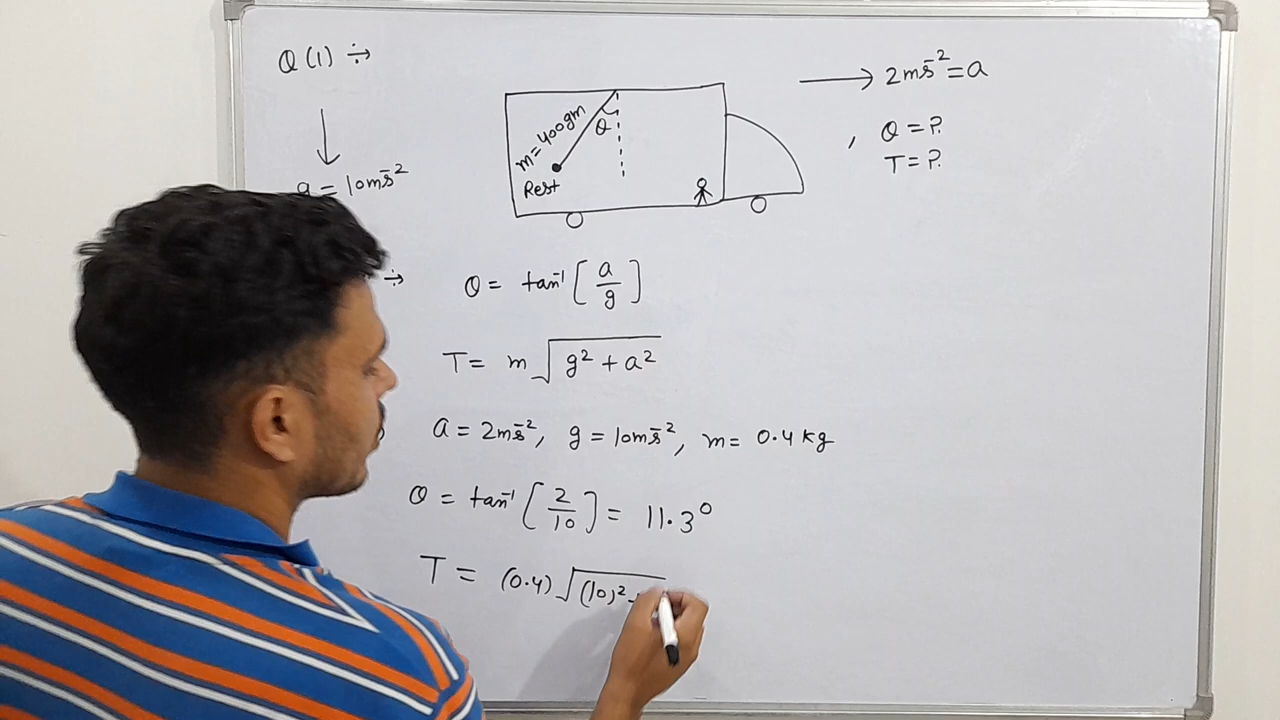 Q(1) ÷
→ 2ms̄² = a
, θ = ?
T = ?
g = 10ms̄²
m = 400gm
θ
Rest
÷ θ = tan⁻¹ [a/g]
T = m √(g² + a²)
a = 2ms̄², g = 10ms̄², m = 0.4 kg
θ = tan⁻¹ [2/10] = 11.3°
T = (0.4) √(10)² +